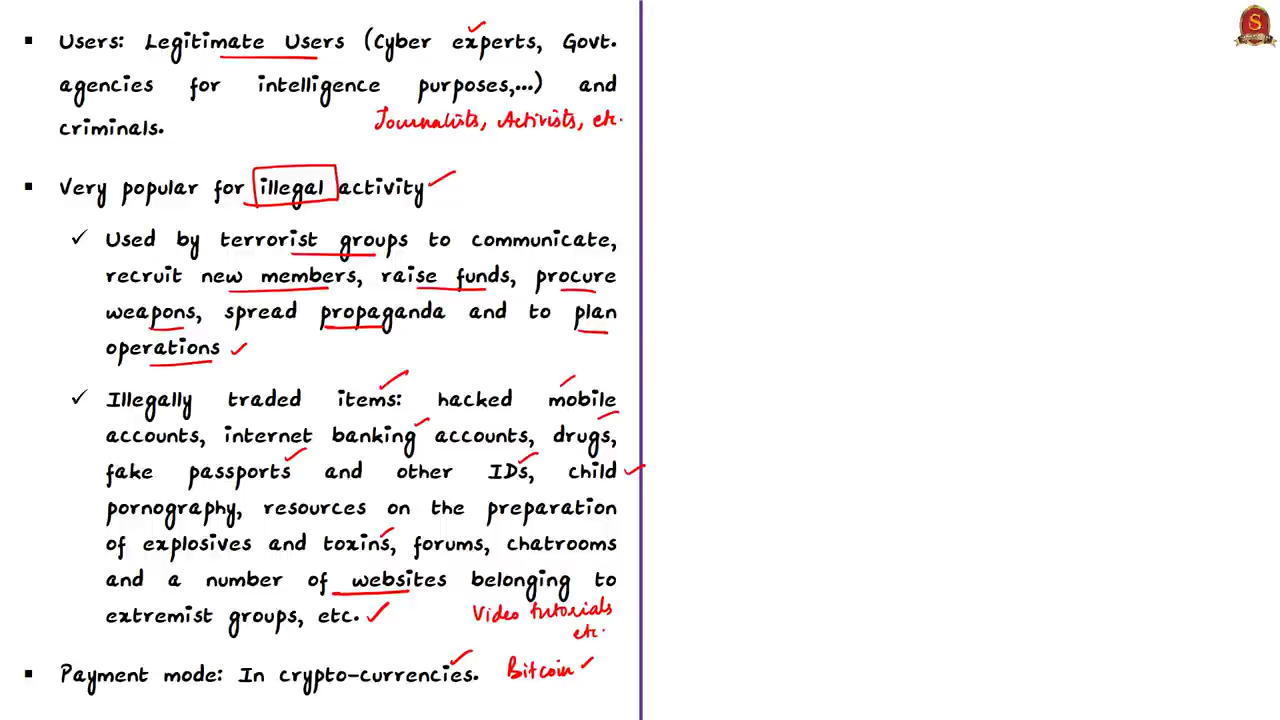 ▪ Users: Legitimate Users (Cyber experts, Govt.
agencies for intelligence purposes,...) and
criminals.
Journalists, Activists, etc.
▪ Very popular for illegal activity
✓ Used by terrorist groups to communicate,
recruit new members, raise funds, procure
weapons, spread propaganda and to plan
operations
✓ Illegally traded items: hacked mobile
accounts, internet banking accounts, drugs,
fake passports and other IDs, child
pornography, resources on the preparation
of explosives and toxins, forums, chatrooms
and a number of websites belonging to
extremist groups, etc.
Video tutorials
etc.
▪ Payment mode: In crypto-currencies.
Bitcoin
S